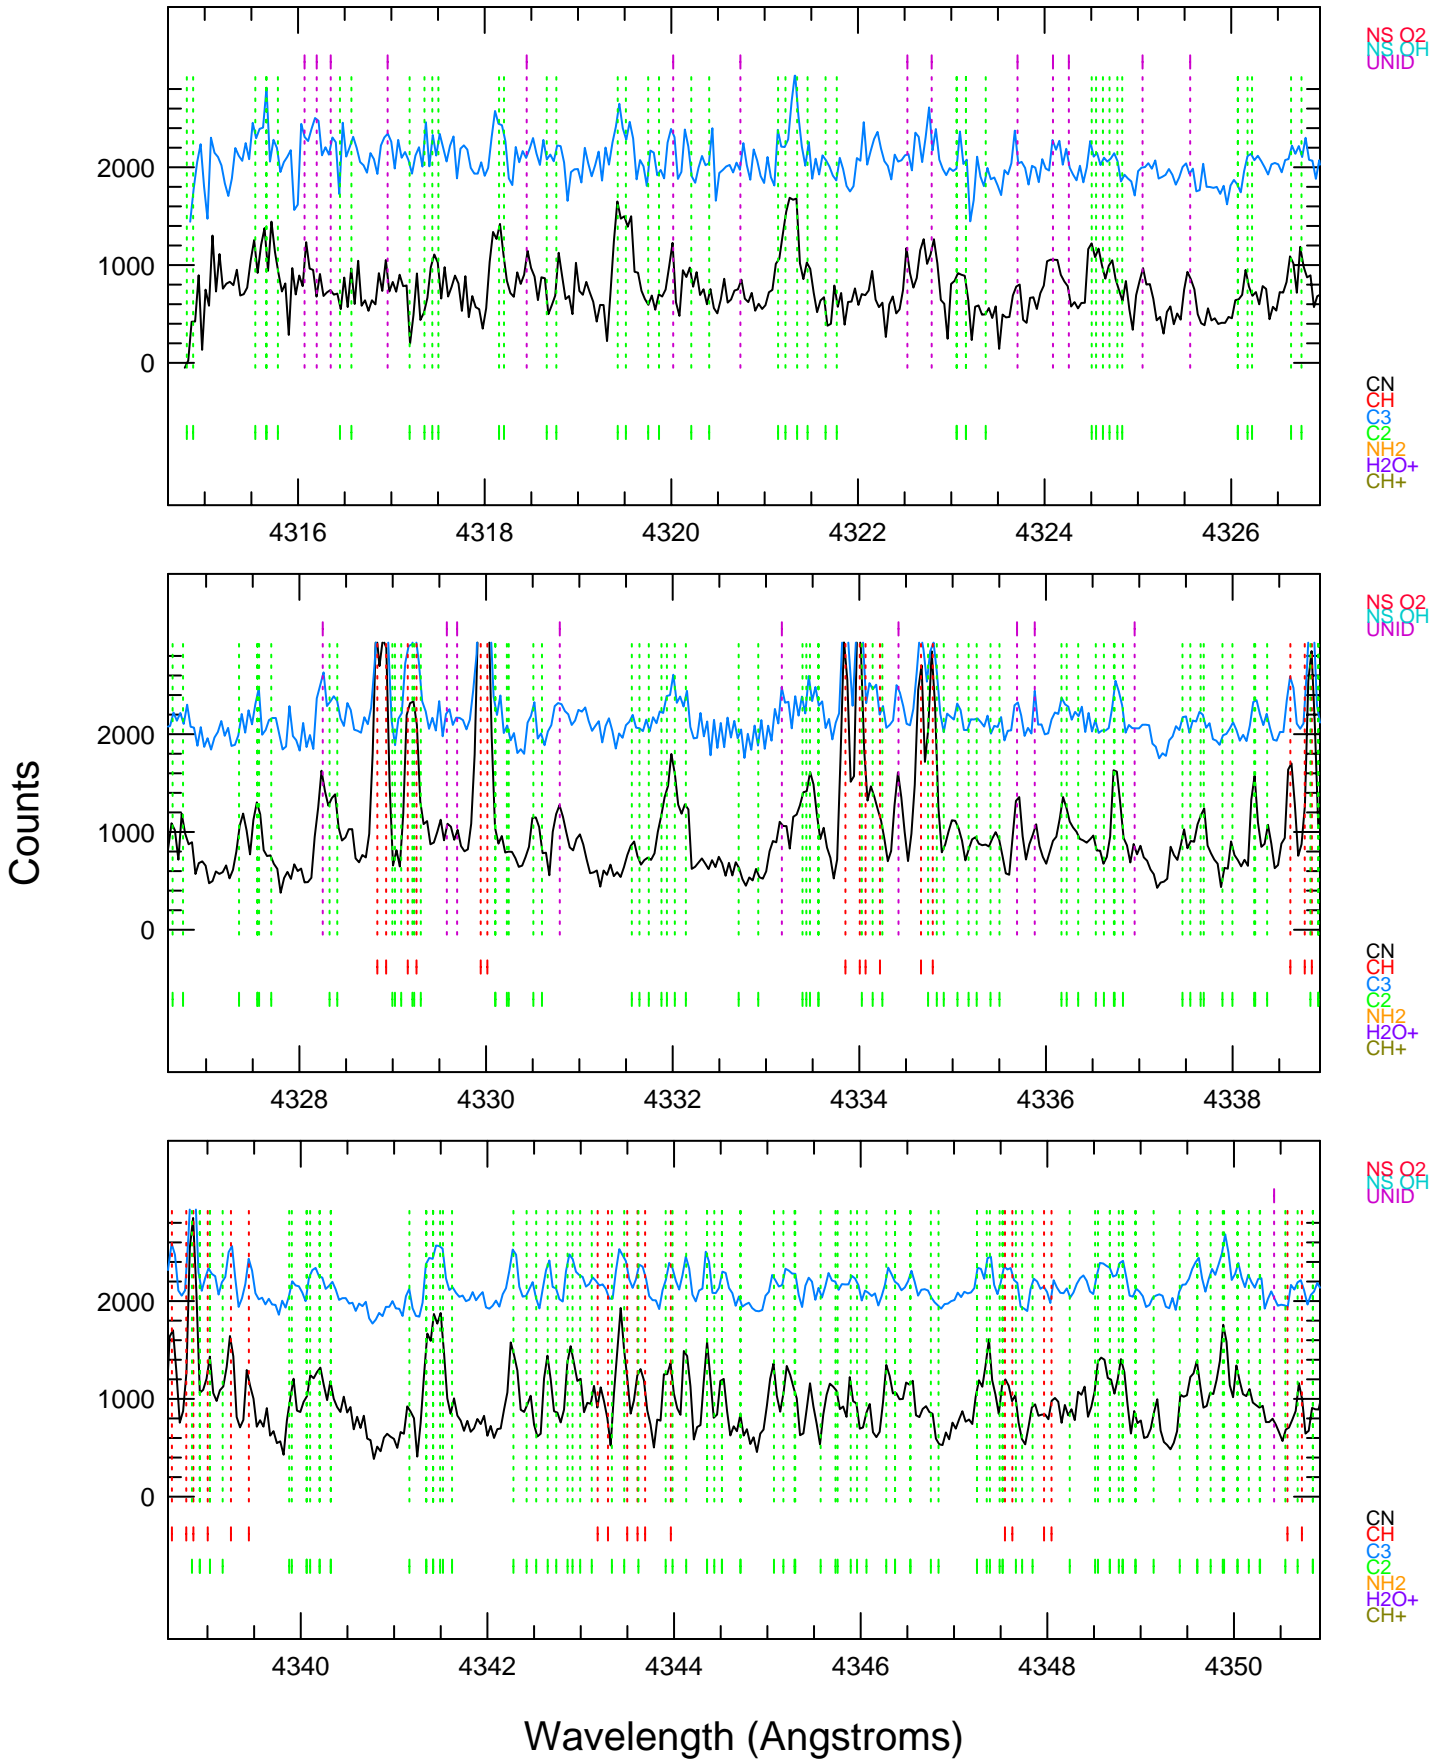 NS O2
NS OH
UNID
2000
1000
0
CN
CH
C3
C2
NH2
H2O+
CH+
4316 4318 4320 4322 4324 4326
NS O2
NS OH
UNID
2000
1000
0
CN
CH
C3
C2
NH2
H2O+
CH+
4328 4330 4332 4334 4336 4338
Counts
NS O2
NS OH
UNID
2000
1000
0
CN
CH
C3
C2
NH2
H2O+
CH+
4340 4342 4344 4346 4348 4350
Wavelength (Angstroms)